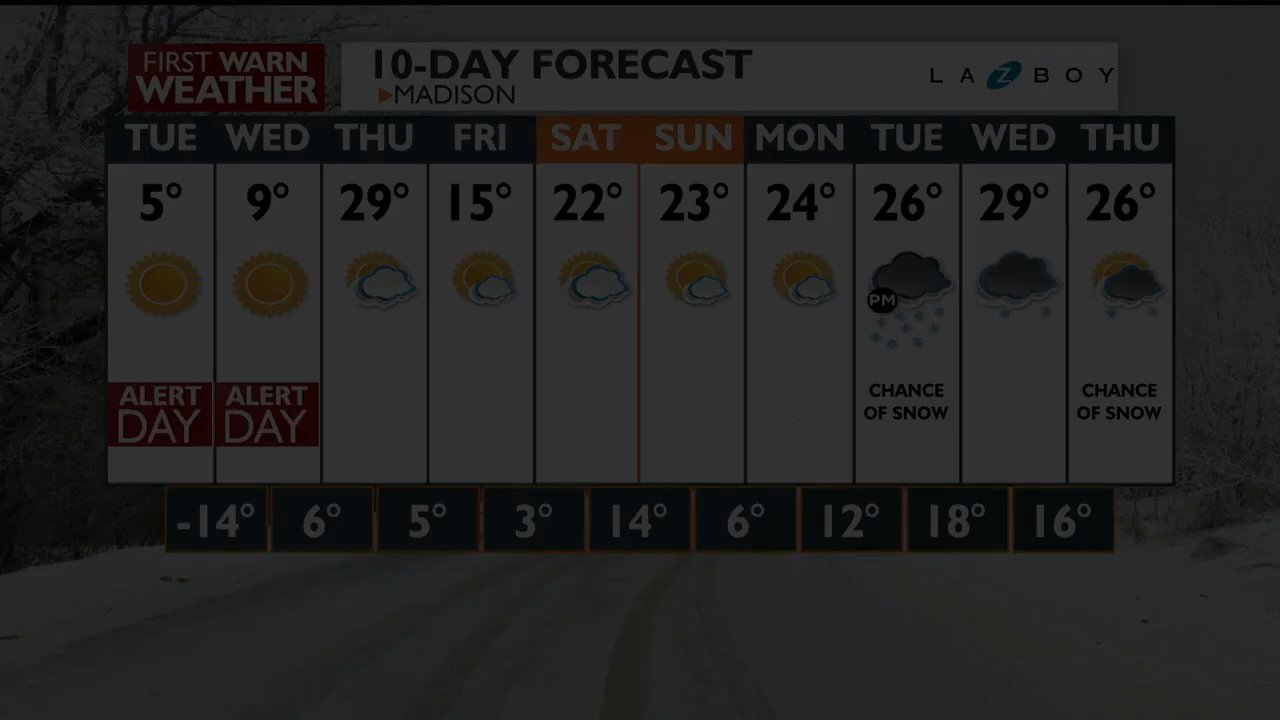 FIRST WARN
WEATHER
10-DAY FORECAST
MADISON
LA Z BOY
TUE WED THU FRI SAT SUN MON TUE WED THU
5° 9° 29° 15° 22° 23° 24° 26° 29° 26°
PM
ALERT
DAY
ALERT
DAY
CHANCE
OF SNOW
CHANCE
OF SNOW
-14° 6° 5° 3° 14° 6° 12° 18° 16°